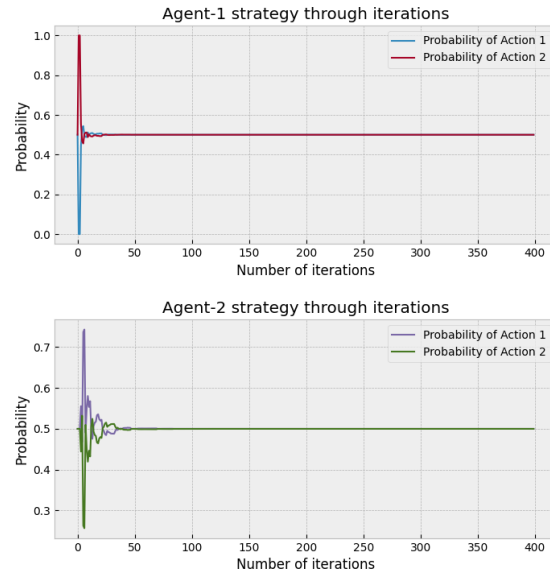 Agent-1 strategy through iterations
Probability of Action 1
Probability of Action 2
Probability
1.0
0.8
0.6
0.4
0.2
0.0
0 50 100 150 200 250 300 350 400
Number of iterations
Agent-2 strategy through iterations
Probability of Action 1
Probability of Action 2
Probability
0.7
0.6
0.5
0.4
0.3
0 50 100 150 200 250 300 350 400
Number of iterations